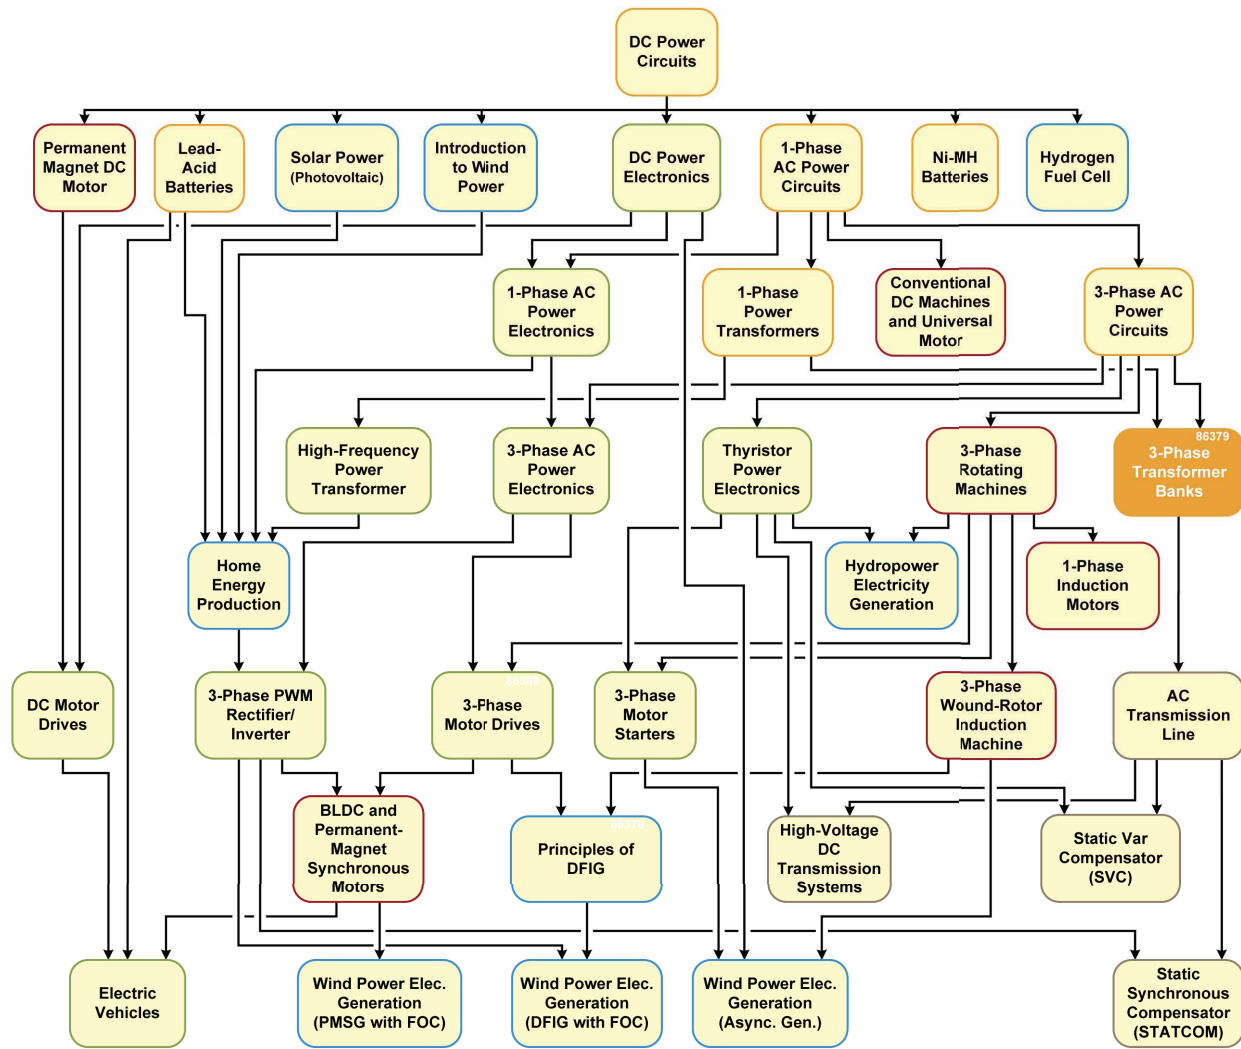 DC Power
Circuits
Permanent
Magnet DC
Motor
Lead-
Acid
Batteries
Solar Power
(Photovoltaic)
Introduction
to Wind
Power
DC Power
Electronics
1-Phase
AC Power
Circuits
Ni-MH
Batteries
Hydrogen
Fuel Cell
1-Phase AC
Power
Electronics
1-Phase
Power
Transformers
Conventional
DC Machines
and Universal
Motor
3-Phase AC
Power
Circuits
High-Frequency
Power
Transformer
3-Phase AC
Power
Electronics
Thyristor
Power
Electronics
3-Phase
Rotating
Machines
86379
3-Phase
Transformer
Banks
Home
Energy
Production
Hydropower
Electricity
Generation
1-Phase
Induction
Motors
DC Motor
Drives
3-Phase PWM
Rectifier/
Inverter
3-Fhase
Motor Drives
3-Phase
Motor
Starters
3-Phase
Wound-Rotor
Induction
Machine
AC
Transmission
Line
BLDC and
Permanent-
Magnet
Synchronous
Motors
Principles of
DFIG
High-Voltage
DC
Transmission
Systems
Static Var
Compensator
(SVC)
Electric
Vehicles
Wind Power Elec.
Generation
(PMSG with FOC)
Wind Power Elec.
Generation
(DFIG with FOC)
Wind Power Elec.
Generation
(Async. Gen.)
Static
Synchronous
Compensator
(STATCOM)